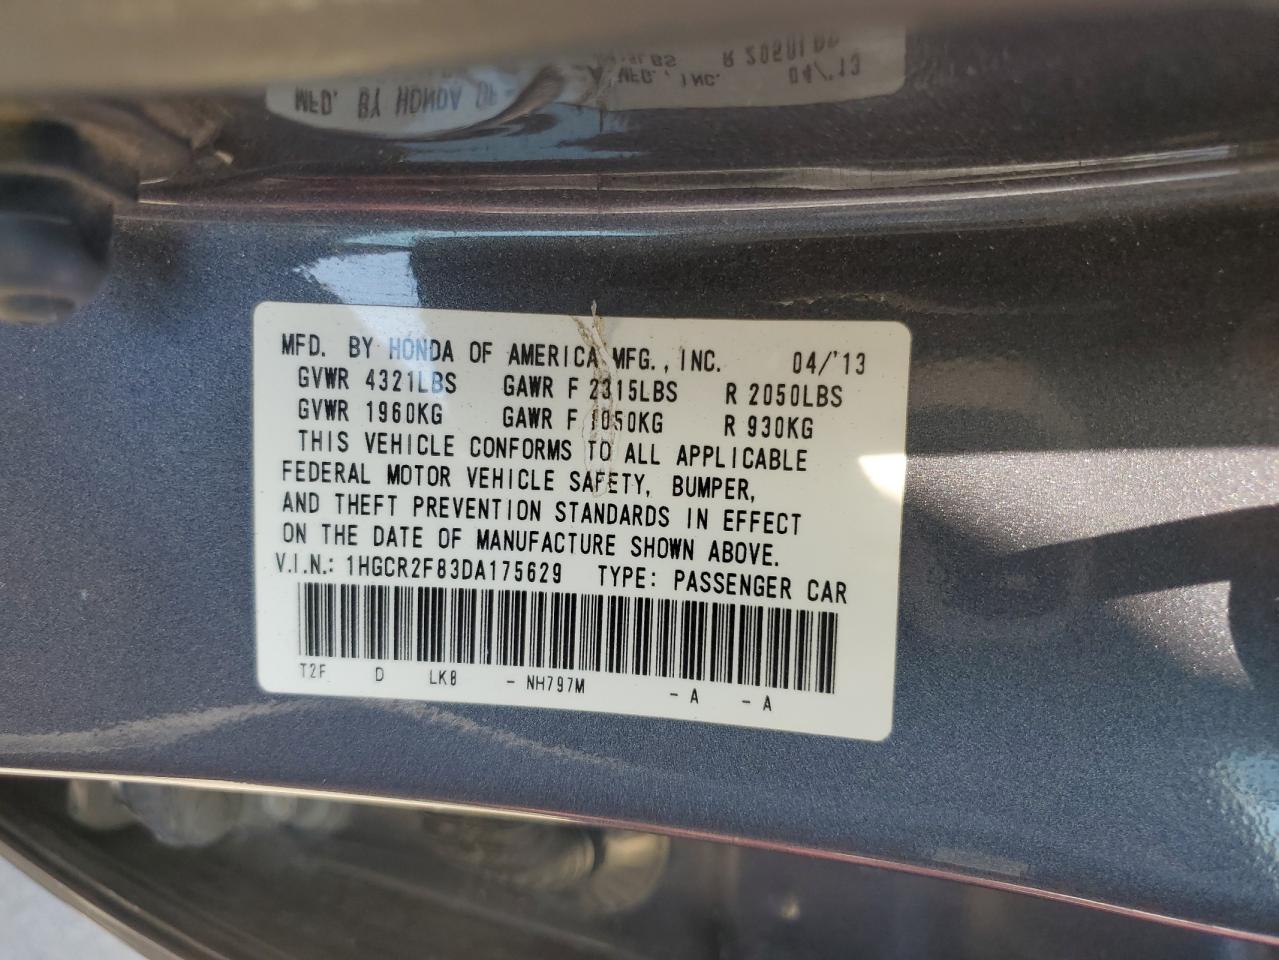 MFD. BY HONDA OF AMERICA MFG., INC. 04/'13
GVWR 4321LBS GAWR F 2315LBS R 2050LBS
GVWR 1960KG GAWR F 1050KG R 930KG
THIS VEHICLE CONFORMS TO ALL APPLICABLE
FEDERAL MOTOR VEHICLE SAFETY, BUMPER,
AND THEFT PREVENTION STANDARDS IN EFFECT
ON THE DATE OF MANUFACTURE SHOWN ABOVE.
V.I.N.: 1HGCR2F83DA175629 TYPE: PASSENGER CAR
T2F D LK8 - NH797M - A - A